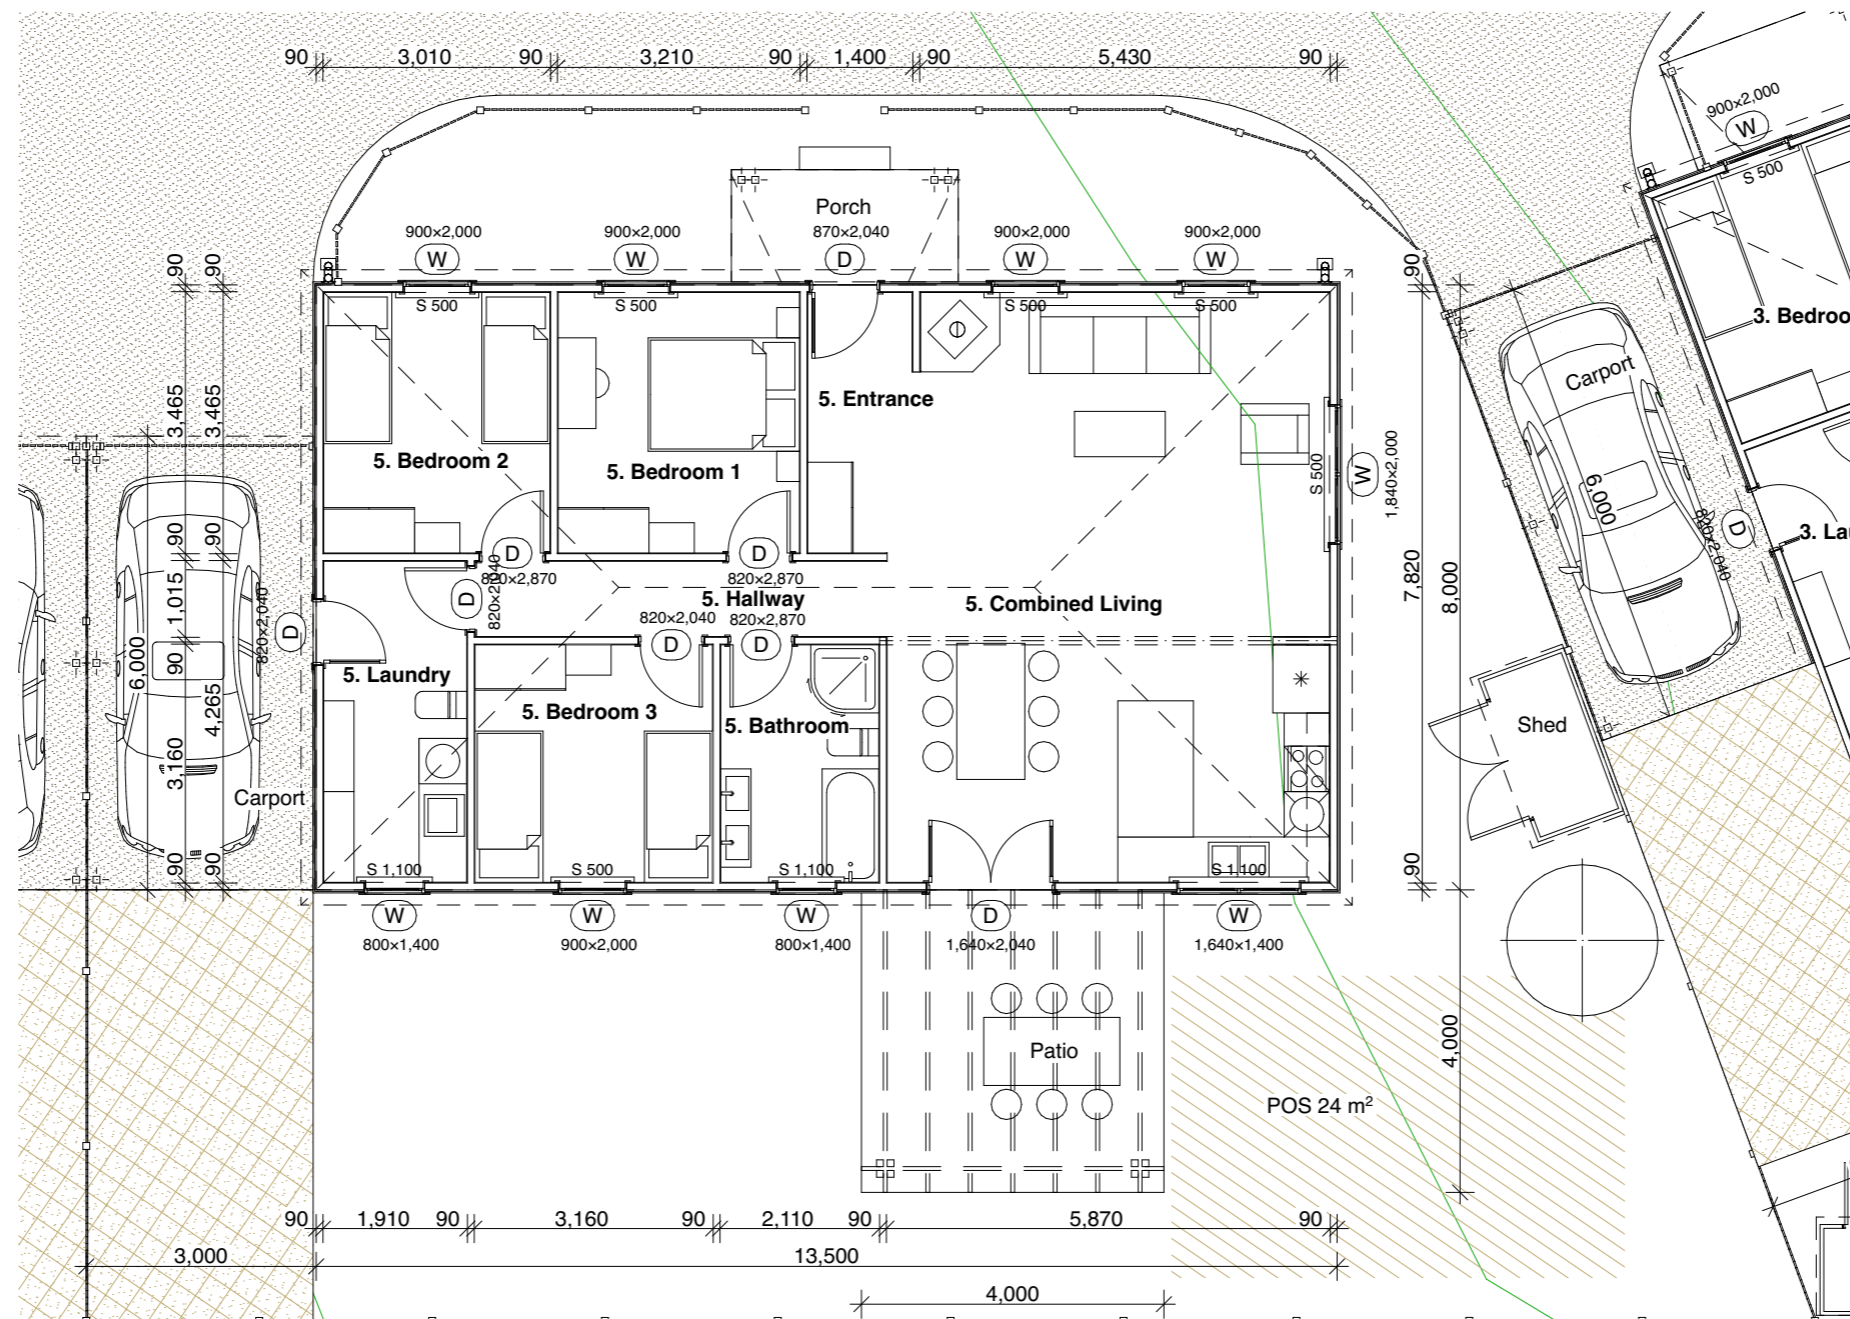 90 3,010 90 3,210 90 1,400 90 5,430 90
900×2,000
W
S 500
Porch
900×2,000 900×2,000 870×2,040 900×2,000 900×2,000
W W D W W
S 500 S 500 S 500 S 500
90 90
90
3. Bedroo
Carport
3,465 3,465
5. Entrance
5. Bedroom 2 5. Bedroom 1
S 500
W
1,840×2,000
6,000
820×2,040
D
3. Lau
90 90
D D
820×2,870 820×2,870
1,015
820×2,040
D
D
820×2,040
7,820
8,000
5. Hallway
5. Combined Living
820×2,040 820×2,870
D D
6,000
90
4,265
5. Laundry
5. Bedroom 3
5. Bathroom
Shed
3,160
Carport
90 90
90
S 1,100 S 500 S 1,100 S 1,100
W W W D W
800×1,400 900×2,000 800×1,400 1,640×2,040 1,640×1,400
4,000
Patio
POS 24 m²
90 1,910 90 3,160 90 2,110 90 5,870 90
3,000 13,500
4,000